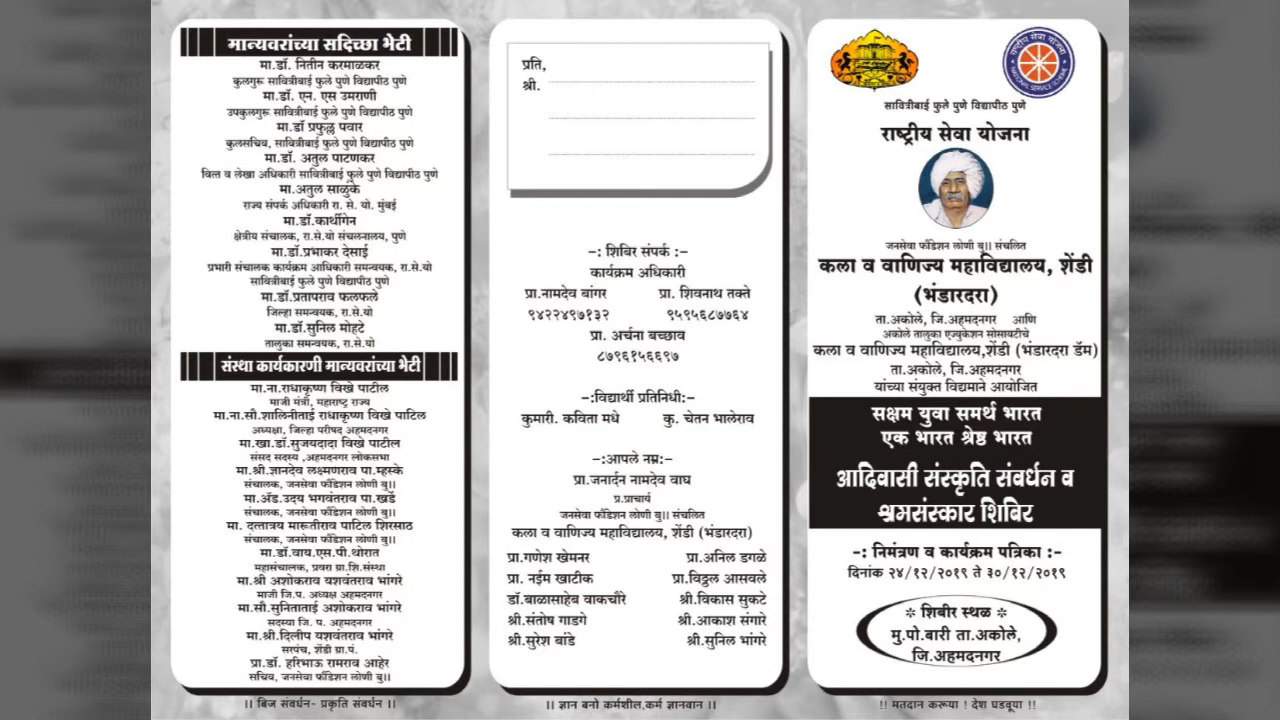 मान्यवरांच्या सदिच्छा भेटी
मा.डॉ. नितीन करमाळकर
कुलगुरू सावित्रीबाई फुले पुणे विद्यापीठ पुणे
मा.डॉ. एन. एस उमराणी
उपकुलगुरू सावित्रीबाई फुले पुणे विद्यापीठ पुणे
मा.डॉ प्रफुल्ल पवार
कुलसचिव, सावित्रीबाई फुले पुणे विद्यापीठ पुणे
मा.डॉ. अतुल पाटणकर
वित्त व लेखा अधिकारी सावित्रीबाई फुले पुणे विद्यापीठ पुणे
मा.अतुल साळुंके
राज्य संपर्क अधिकारी रा. से. यो. मुंबई
मा.डॉ.कार्थीगेन
क्षेत्रीय संचालक, रा.से.यो संचलनालय, पुणे
मा.डॉ.प्रभाकर देसाई
प्रभारी संचालक कार्यक्रम आधिकारी समन्वयक, रा.से.यो
सावित्रीबाई फुले पुणे विद्यापीठ पुणे
मा.डॉ.प्रतापराव फलफले
जिल्हा समन्वयक, रा.से.यो
मा.डॉ.सुनिल मोहटे
तालुका समन्वयक, रा.से.यो
संस्था कार्यकारणी मान्यवरांच्या भेटी
मा.ना.राधाकृष्ण विखे पाटील
माजी मंत्री, महाराष्ट्र राज्य
मा.ना.सौ.शालिनीताई राधाकृष्ण विखे पाटिल
अध्यक्षा, जिल्हा परीषद अहमदनगर
मा.खा.डॉ.सुजयदादा विखे पाटील
संसद सदस्य ,अहमदनगर लोकसभा
मा.श्री.ज्ञानदेव लक्ष्मणराव पा.म्हस्के
संचालक, जनसेवा फौंडेशन लोणी बु॥
मा.ॲड.उदय भगवंतराव पा.खर्डे
संचालक, जनसेवा फौंडेशन लोणी बु॥
मा. दत्तात्रय मारूतीराव पाटिल शिरसाठ
संचालक, जनसेवा फौंडेशन लोणी बु॥
मा.डॉ.वाय.एस.पी.थोरात
महासंचालक, प्रवरा ग्रा.शि.संस्था
मा.श्री अशोकराव यशवंतराव भांगरे
माजी जि.प. अध्यक्ष अहमदनगर
मा.सौ.सुनिताताई अशोकराव भांगरे
सदस्या जि. प. अहमदनगर
मा.श्री.दिलीप यशवंतराव भांगरे
सरपंच, शेंडी ग्रा.पं.
प्रा.डॉ. हरिभाऊ रामराव आहेर
सचिव, जनसेवा फौंडेशन लोणी बु॥
॥ बिज संवर्धन- प्रकृति संवर्धन ॥
प्रति,
श्री.
-: शिबिर संपर्क :-
कार्यक्रम अधिकारी
प्रा.नामदेव बांगर प्रा. शिवनाथ तक्ते
९४२२४९७१३२ ९५९५६८७७६४
प्रा. अर्चना बच्छाव
८७९६१५६६९७
-:विद्यार्थी प्रतिनिधी:-
कुमारी. कविता मधे कु. चेतन भालेराव
-:आपले नम्र:-
प्रा.जनार्दन नामदेव वाघ
प्र.प्राचार्य
जनसेवा फौंडेशन लोणी बु॥ संचलित
कला व वाणिज्य महाविद्यालय, शेंडी (भंडारदरा)
प्रा.गणेश खेमनर प्रा.अनिल डगळे
प्रा. नईम खाटीक प्रा.विठ्ठल आसवले
डॉ.बाळासाहेब वाकचौरे श्री.विकास सुकटे
श्री.संतोष गाडगे श्री.आकाश संगारे
श्री.सुरेश बांडे श्री.सुनिल भांगरे
॥ ज्ञान बनो कर्मशील,कर्म ज्ञानवान ॥
राष्ट्रीय सेवा योजना
NATIONAL SERVICE SCHEME
सावित्रीबाई फुले पुणे विद्यापीठ पुणे
राष्ट्रीय सेवा योजना
जनसेवा फौंडेशन लोणी बु॥ संचलित
कला व वाणिज्य महाविद्यालय, शेंडी
(भंडारदरा)
ता.अकोले, जि.अहमदनगर आणि
अकोले तालुका एज्युकेशन सोसायटीचे
कला व वाणिज्य महाविद्यालय,शेंडी (भंडारदरा डॅम)
ता.अकोले, जि.अहमदनगर
यांच्या संयुक्त विद्यमाने आयोजित
सक्षम युवा समर्थ भारत
एक भारत श्रेष्ठ भारत
आदिवासी संस्कृति संवर्धन व
श्रमसंस्कार शिबिर
-: निमंत्रण व कार्यक्रम पत्रिका :-
दिनांक २४/१२/२०१९ ते ३०/१२/२०१९
* शिबीर स्थळ *
मु.पो.बारी ता.अकोले,
जि.अहमदनगर
!! मतदान करूया ! देश घडवूया !!